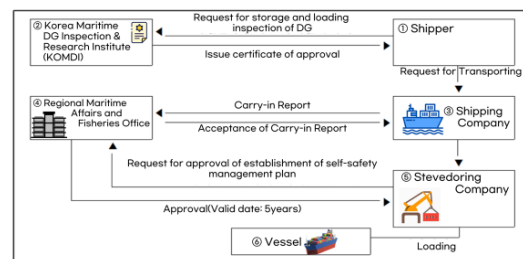 Request for storage and loading
inspection of DG
② Korea Maritime
DG Inspection &
Research Institute
(KOMDI)
① Shipper
Issue certificate of approval
Request for Transporting
④ Regional Maritime
Affairs and
Fisheries Office
Carry-in Report
③ Shipping
Company
Acceptance of Carry-in Report
Request for approval of establishment of self-safety
management plan
⑤ Stevedoring
Company
Approval(Valid date: 5years)
⑥ Vessel
Loading